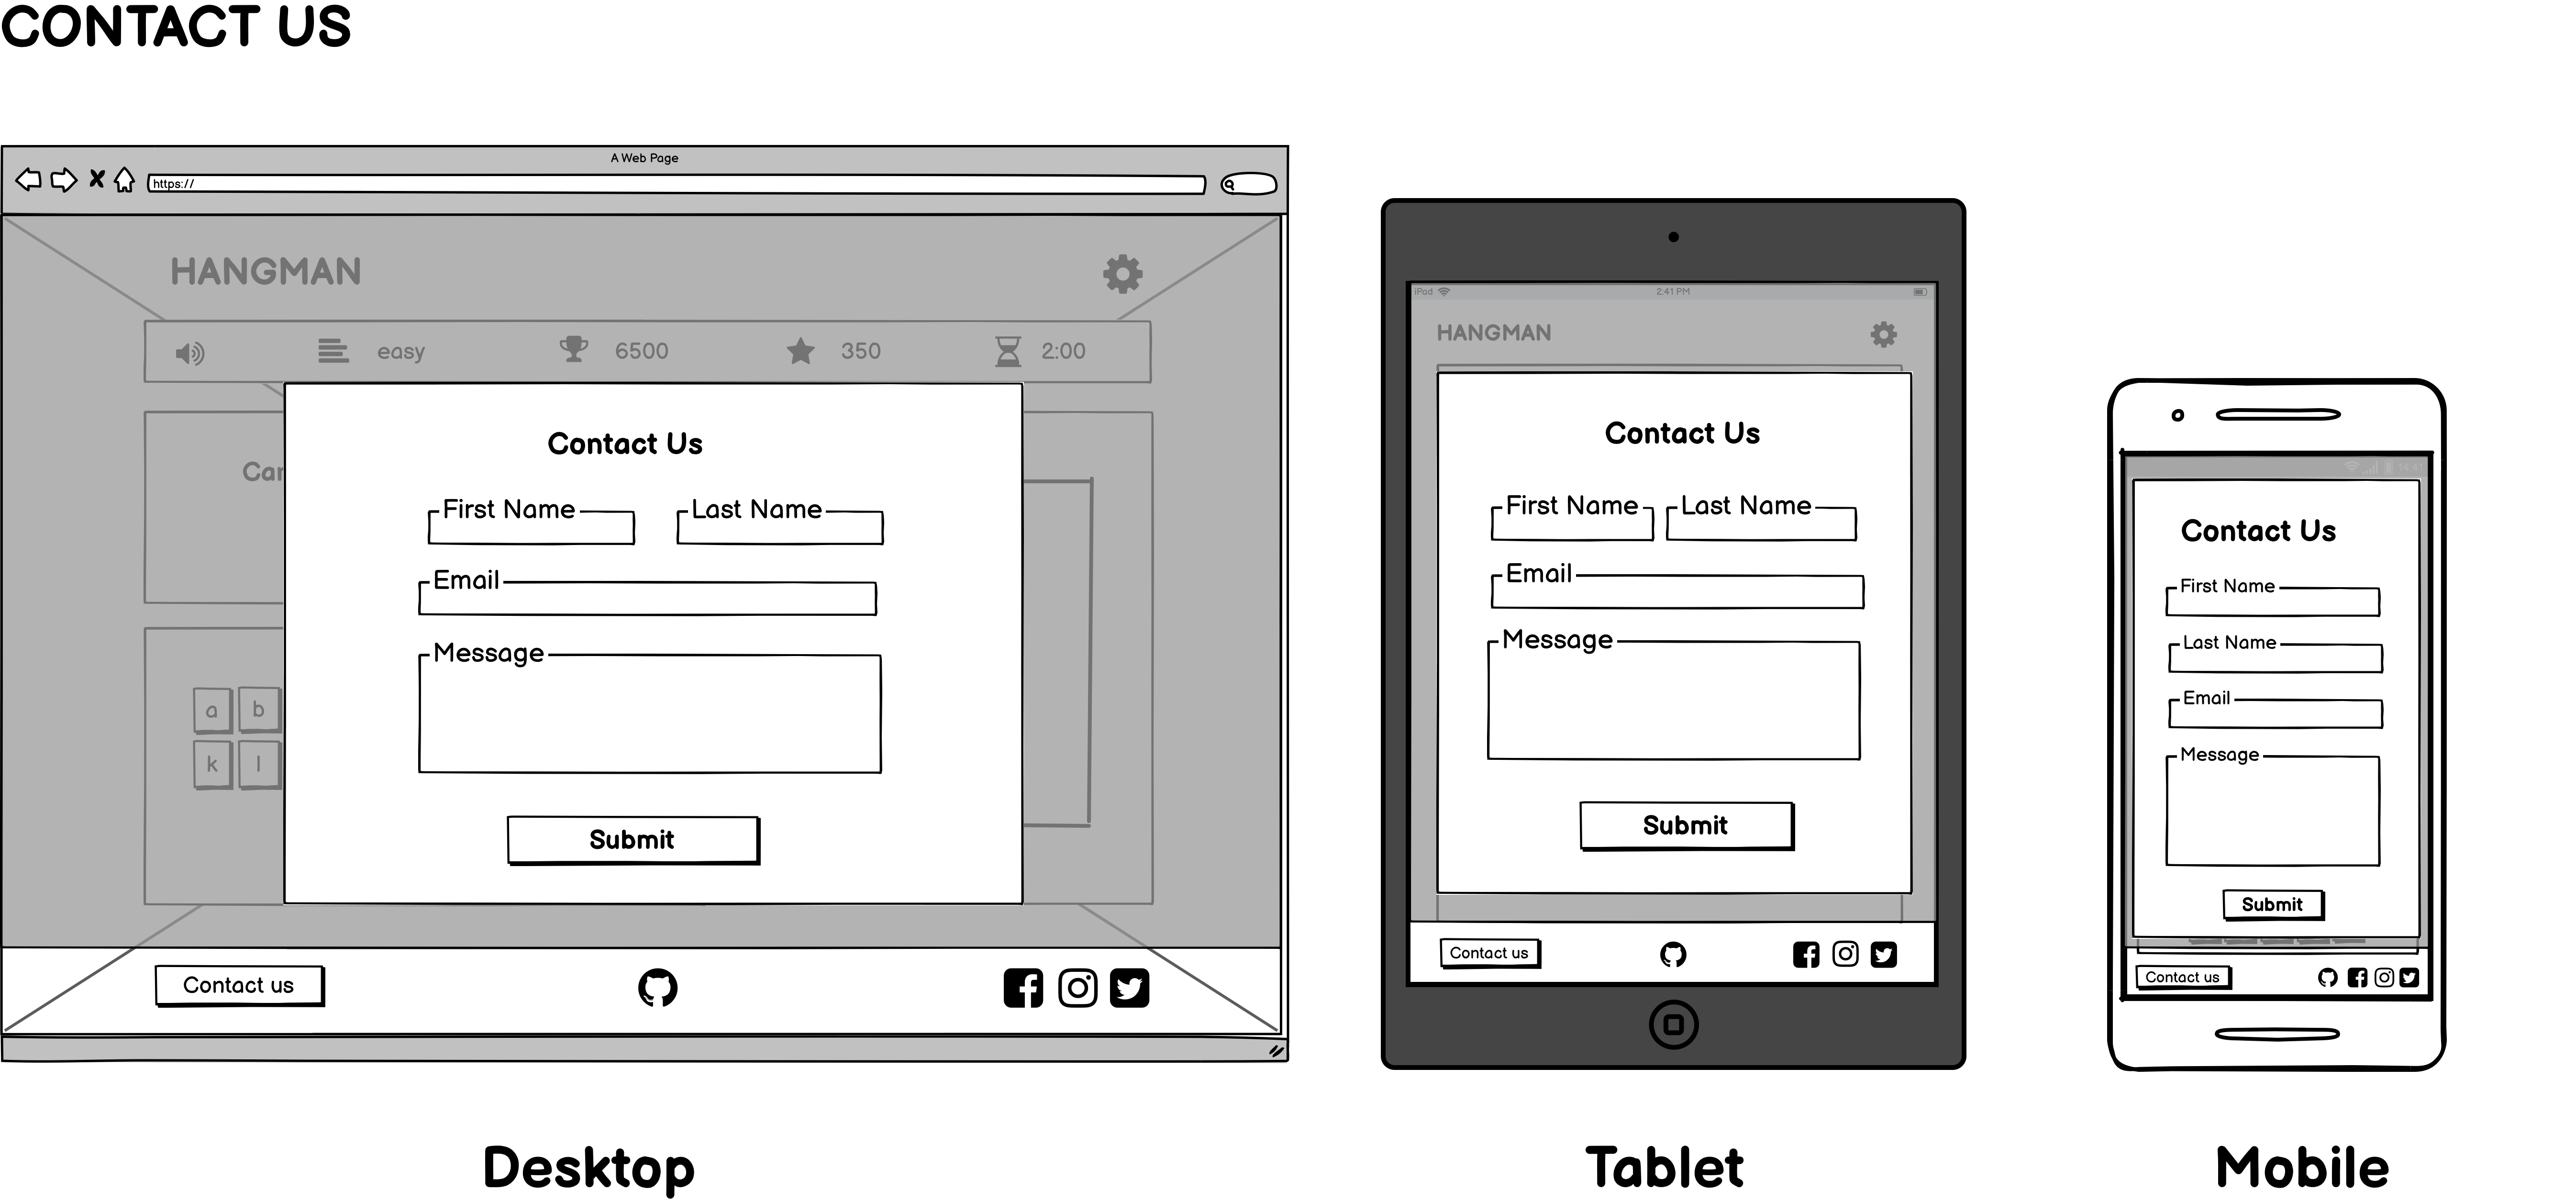 CONTACT US
A Web Page
https://
HANGMAN
easy 6500 350 2:00
Contact Us
First Name Last Name
Email
Message
a b
k l
Submit
Contact us
Desktop
iPad 2:41 PM
HANGMAN
Contact Us
First Name Last Name
Email
Message
Submit
Contact us
Tablet
Contact Us
First Name
Last Name
Email
Message
Submit
Contact us
Mobile